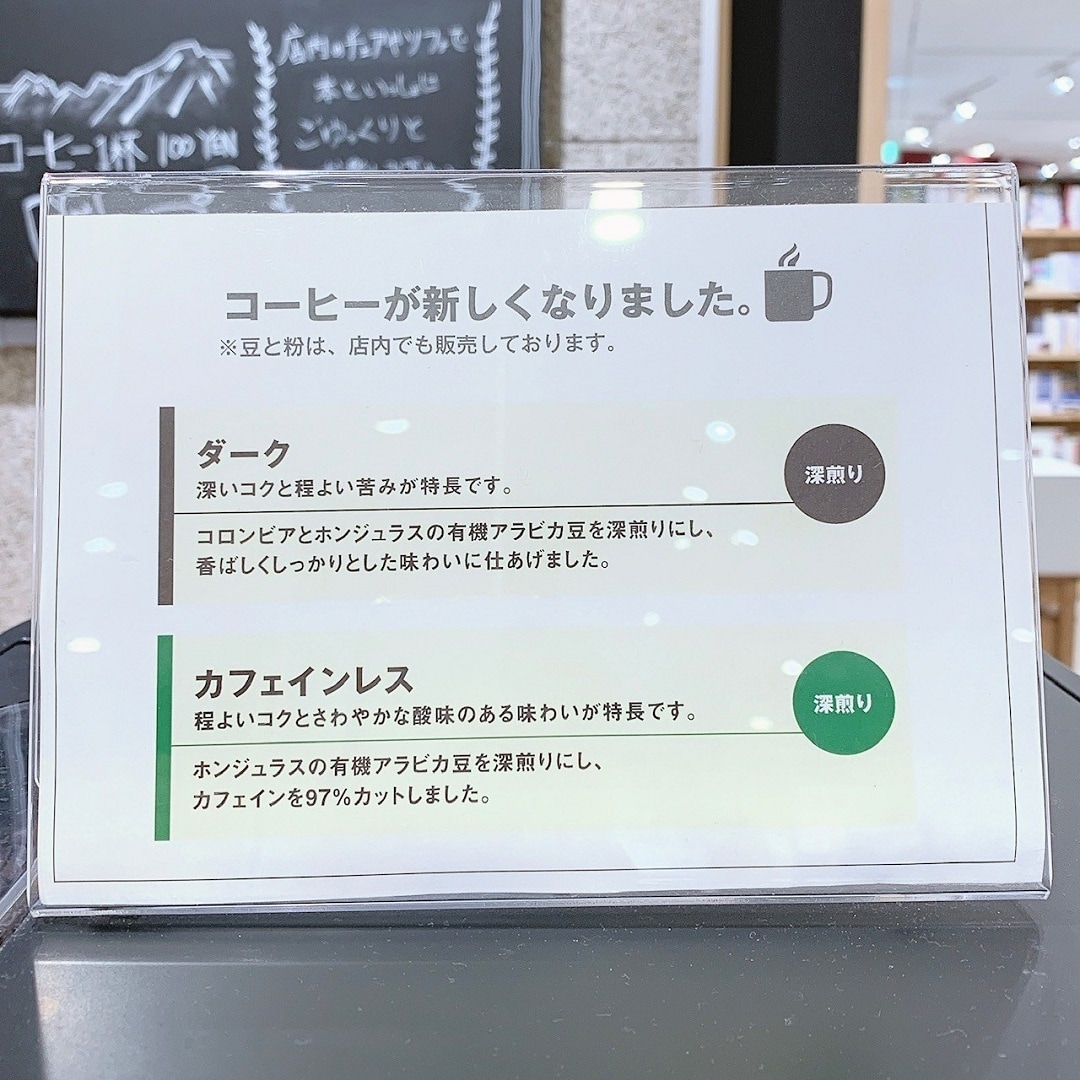 店内のチェアやソファで
本といっしょに
ごゆっくりと
コーヒー1杯 100
コーヒーが新しくなりました。
※豆と粉は、店内でも販売しております。
ダーク
深いコクと程よい苦みが特長です。
深煎り
コロンビアとホンジュラスの有機アラビカ豆を深煎りにし、
香ばしくしっかりとした味わいに仕あげました。
カフェインレス
程よいコクとさわやかな酸味のある味わいが特長です。
深煎り
ホンジュラスの有機アラビカ豆を深煎りにし、
カフェインを97%カットしました。